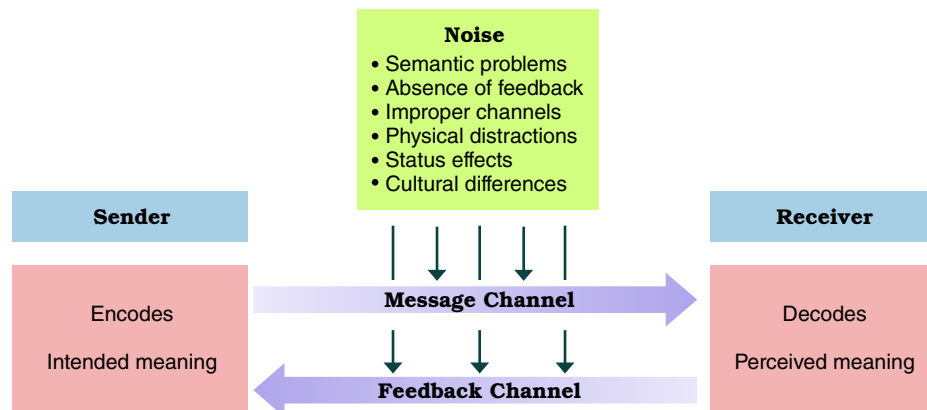 Noise
• Semantic problems
• Absence of feedback
• Improper channels
• Physical distractions
• Status effects
• Cultural differences
Sender
Receiver
Encodes
Intended meaning
Message Channel
Decodes
Perceived meaning
Feedback Channel